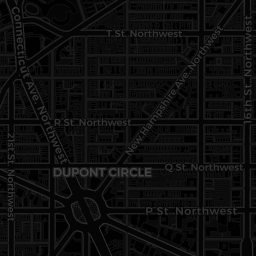 T St. Northwest
Connecticut Ave. Northwest
New Hampshire Ave. Northwest
16th St. Northwest
R St. Northwest
21st St. Northwest
Q St. Northwest
DUPONT CIRCLE
P St. Northwest